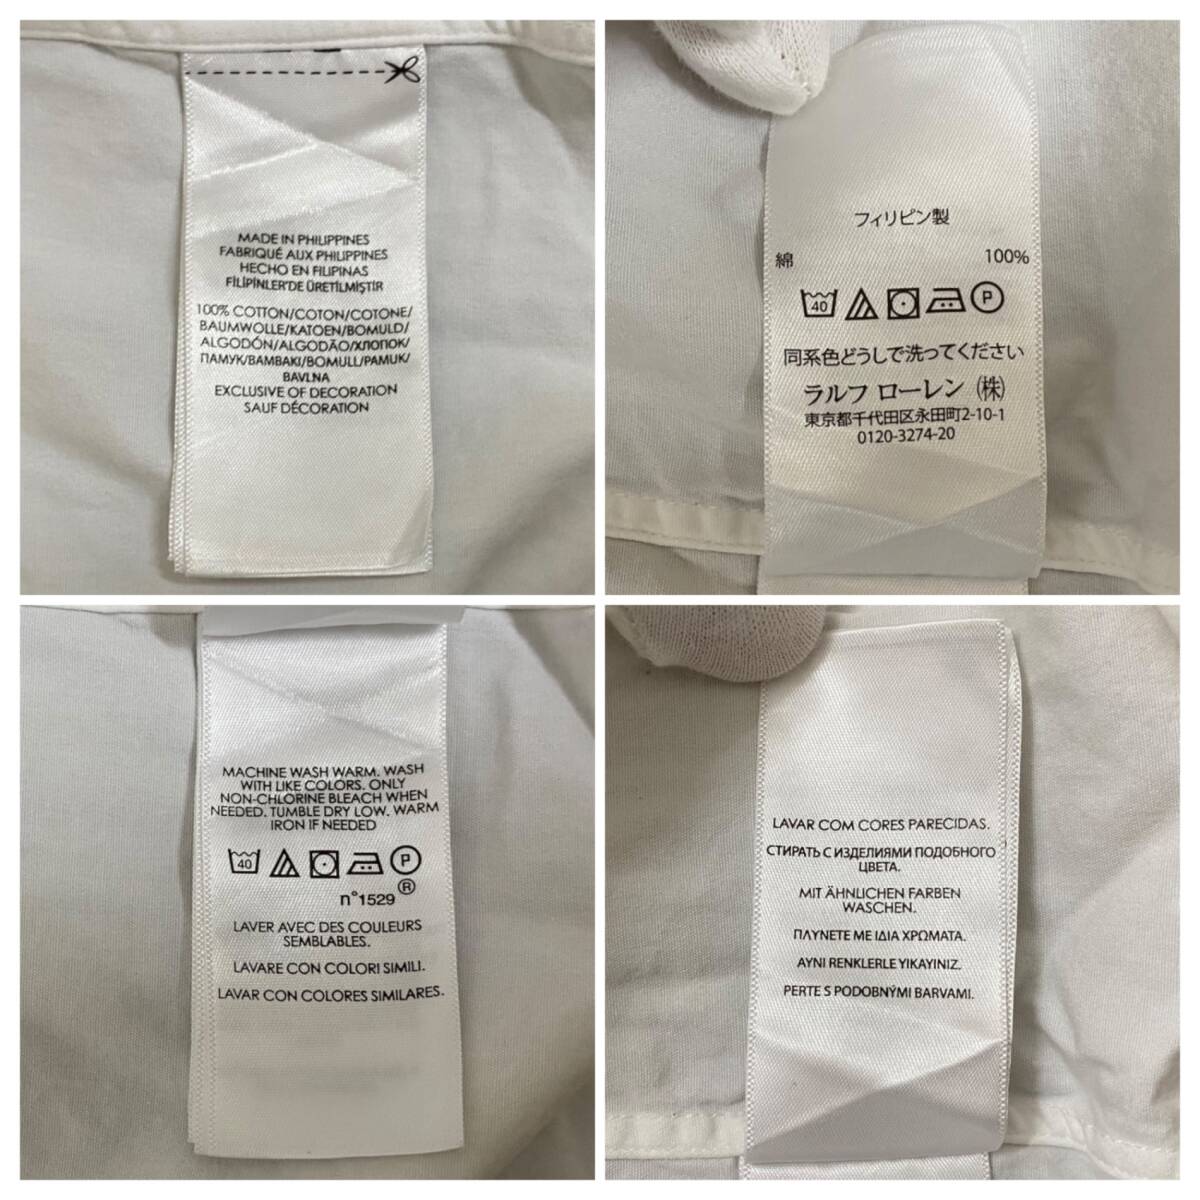 MADE IN PHILIPPINES
FABRIQUÉ AUX PHILIPPINES
HECHO EN FILIPINAS
FİLİPİNLER'DE ÜRETİLMİŞTİR
100% COTTON/COTON/COTONE/
BAUMWOLLE/KATOEN/BOMULD/
ALGODÓN/ALGODÃO/ХЛОПОК/
ПАМУК/ΒΑΜΒΑΚΙ/BOMULL/PAMUK/
BAVLNA
EXCLUSIVE OF DECORATION
SAUF DÉCORATION
フィリピン製
綿 100%
40 P
同系色どうしで洗ってください
ラルフ ローレン (株)
東京都千代田区永田町2-10-1
0120-3274-20
MACHINE WASH WARM. WASH
WITH LIKE COLORS. ONLY
NON-CHLORINE BLEACH WHEN
NEEDED. TUMBLE DRY LOW. WARM
IRON IF NEEDED
40 P
n°1529 ®
LAVER AVEC DES COULEURS
SEMBLABLES.
LAVARE CON COLORI SIMILI.
LAVAR CON COLORES SIMILARES.
LAVAR COM CORES PARECIDAS.
СТИРАТЬ С ИЗДЕЛИЯМИ ПОДОБНОГО
ЦВЕТА.
MIT ÄHNLICHEN FARBEN
WASCHEN.
ΠΛΥΝΕΤΕ ΜΕ ΙΔΙΑ ΧΡΩΜΑΤΑ.
AYNI RENKLERLE YIKAYINIZ.
PERTE S PODOBNÝMI BARVAMI.